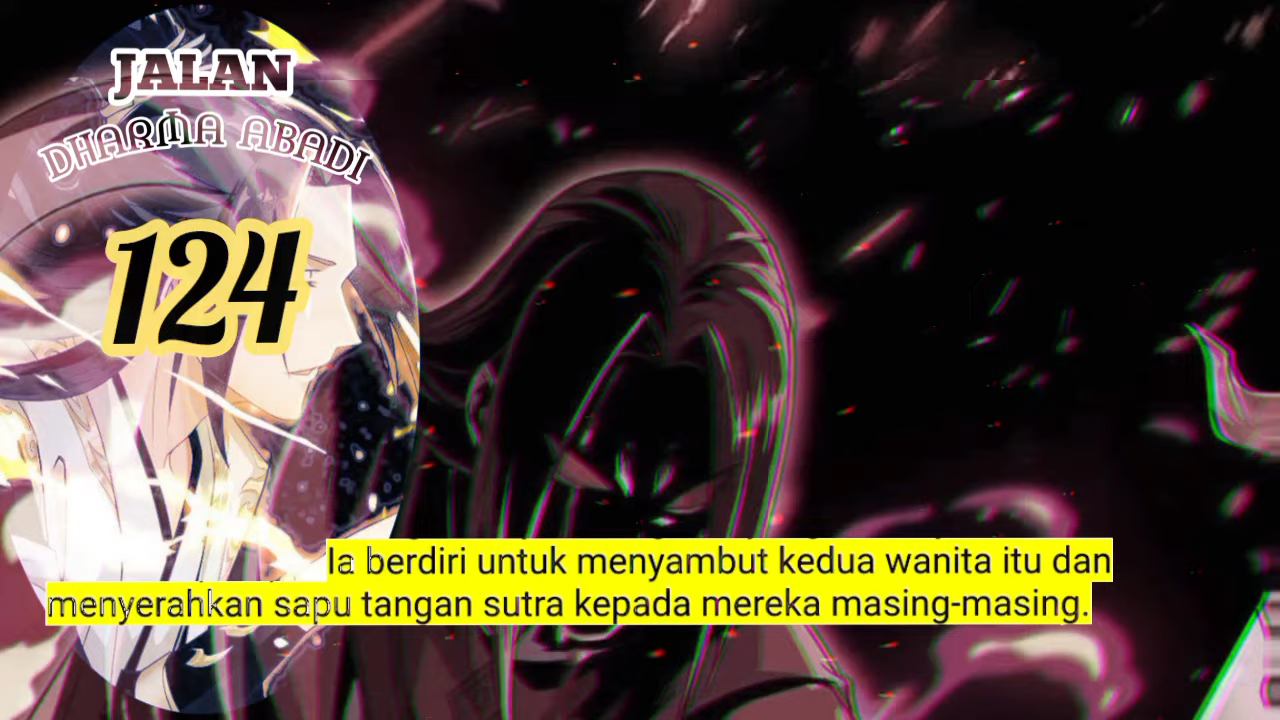 JALAN
DHARMA ABADI
124
Ia berdiri untuk menyambut kedua wanita itu dan
menyerahkan sapu tangan sutra kepada mereka masing-masing.